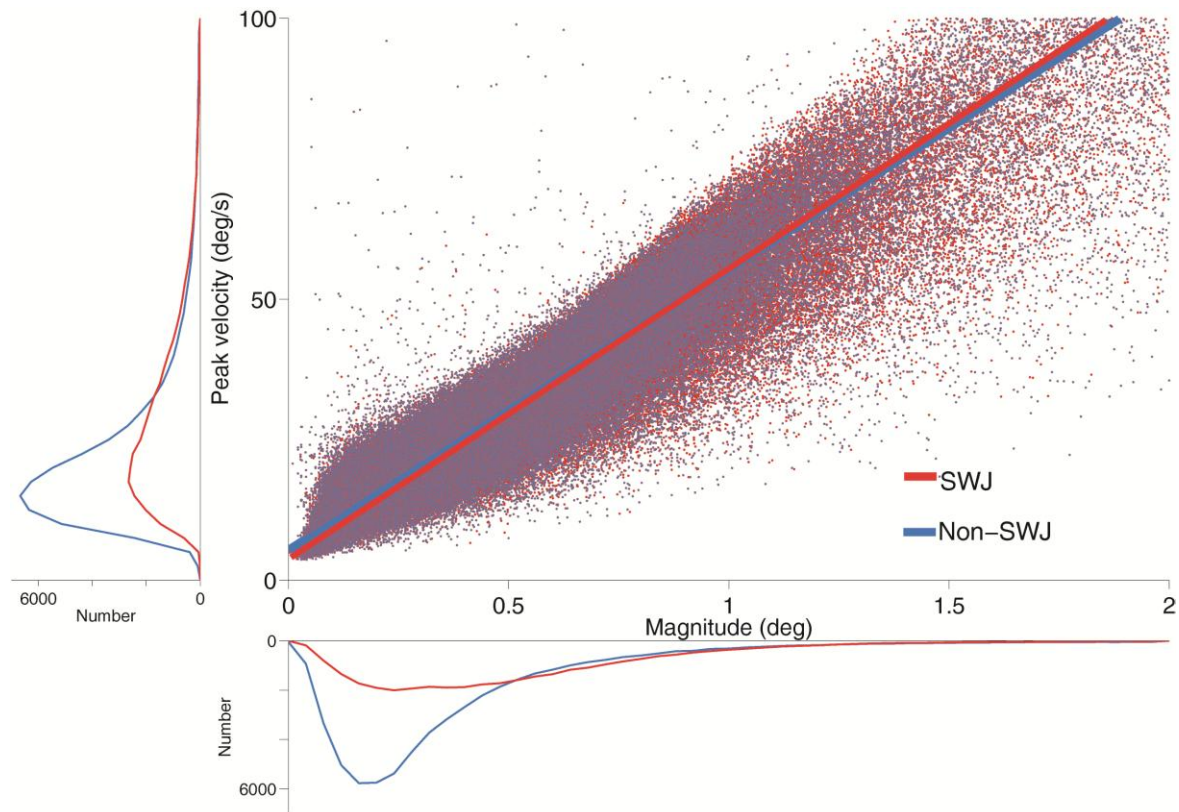 100
50
0
Peak velocity (deg/s)
6000
0
Number
0
0.5
1
1.5
2
Magnitude (deg)
SWJ
Non-SWJ
0
6000
Number